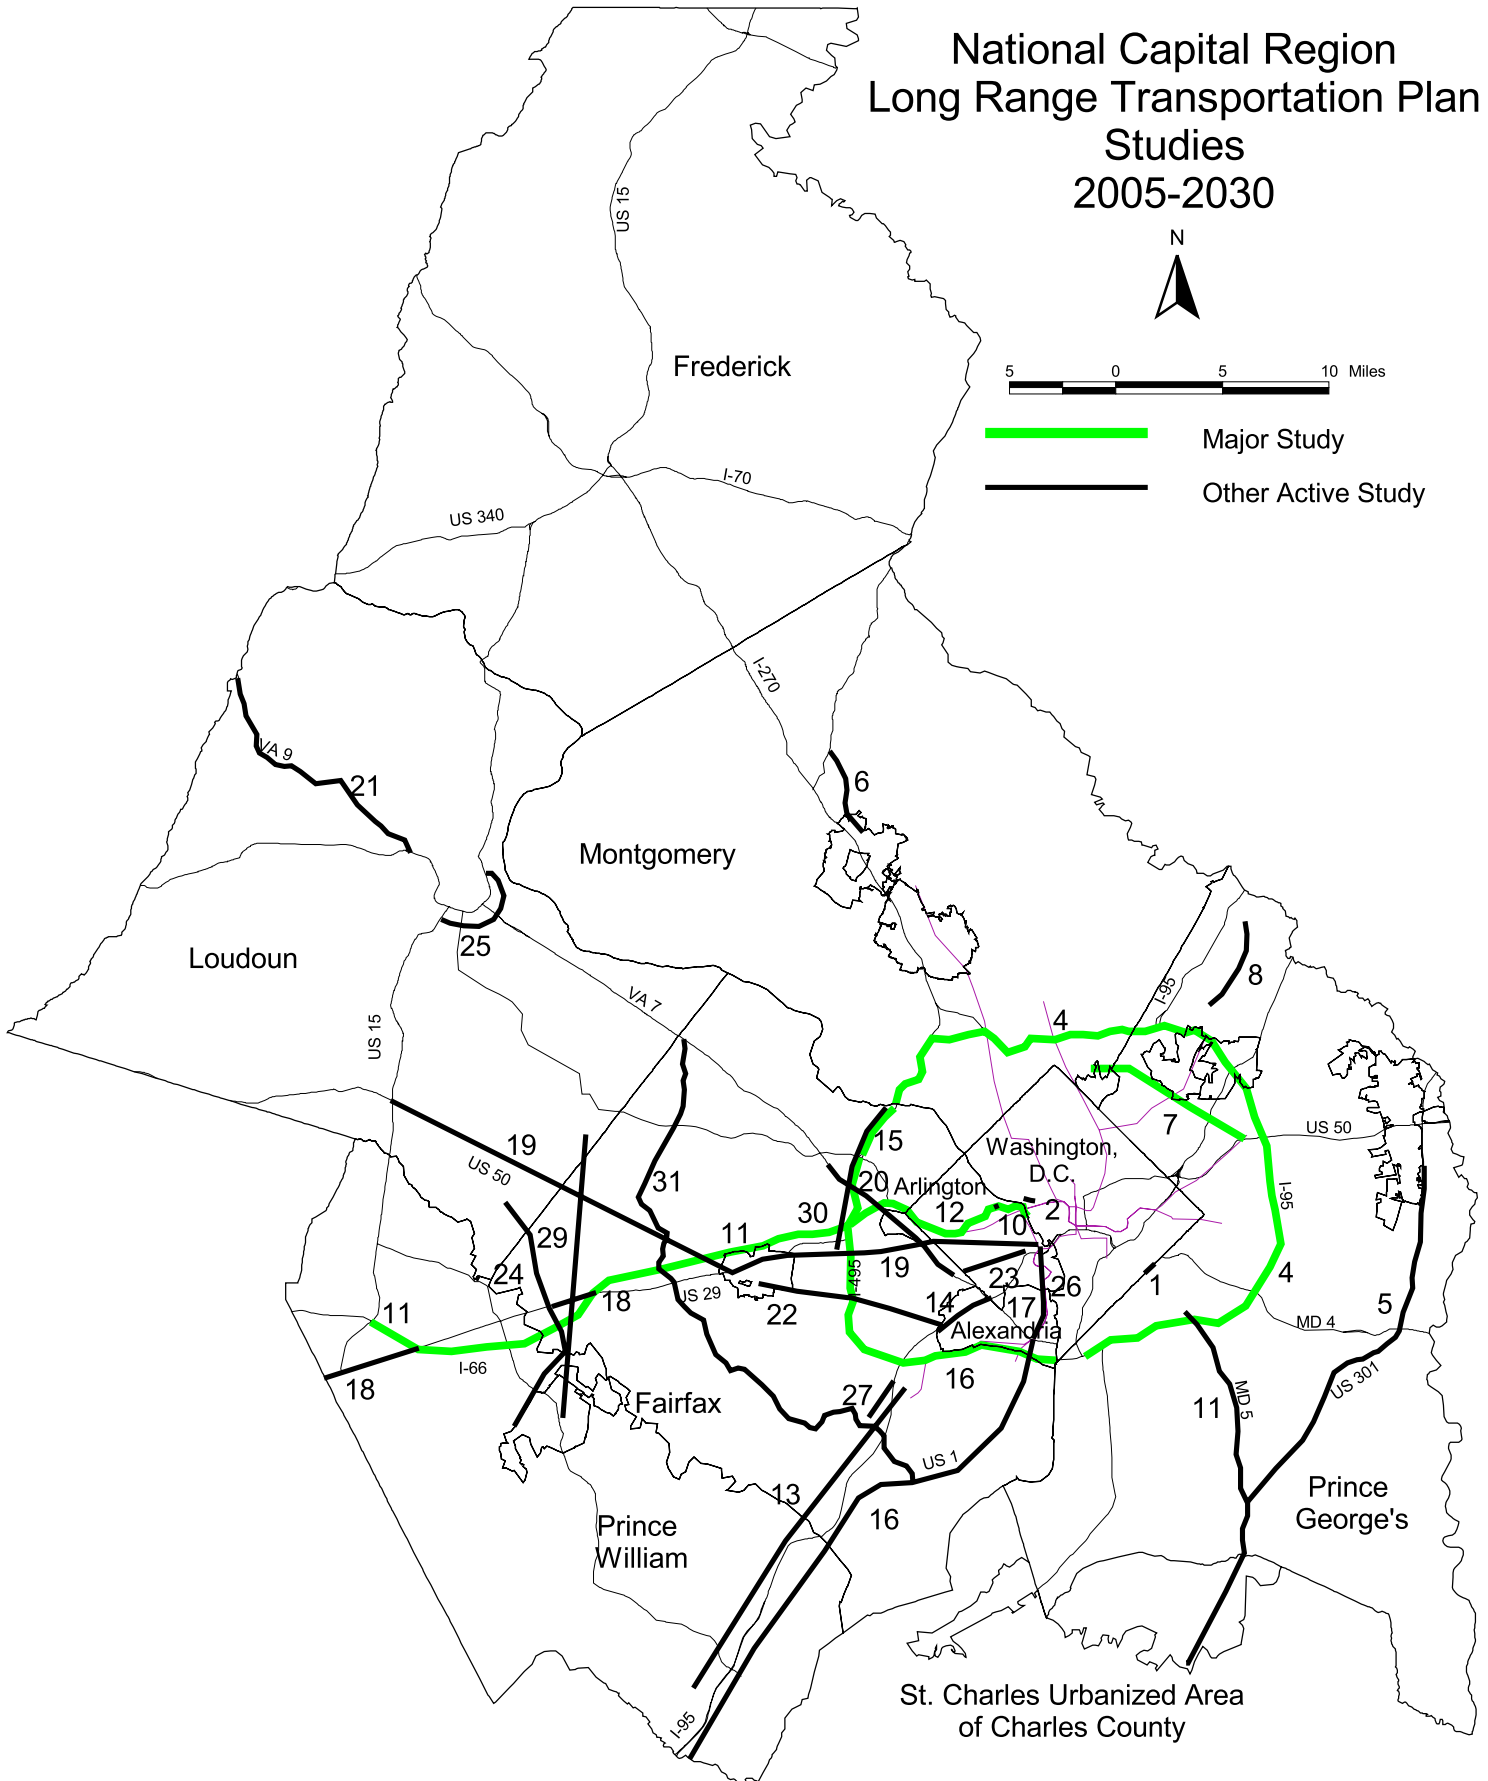 National Capital Region
Long Range Transportation Plan
Studies
2005-2030
N
5 0 5 10 Miles
Major Study
Other Active Study
US 15
Frederick
I-70
US 340
I-270
VA 9
21
6
Montgomery
Loudoun
25
8
VA 7
I-95
US 15
4
7
US 50
19
US 50
15
Washington,
D.C.
31
20
Arlington
I-95
29
30
12
10
2
11
24
19
23
26
1
4
I-495
18
US 29
22
14
17
5
11
Alexandria
MD 4
I-66
18
16
27
Fairfax
11
MD 5
US 301
US 1
13
16
Prince
George's
Prince
William
St. Charles Urbanized Area
of Charles County
I-95